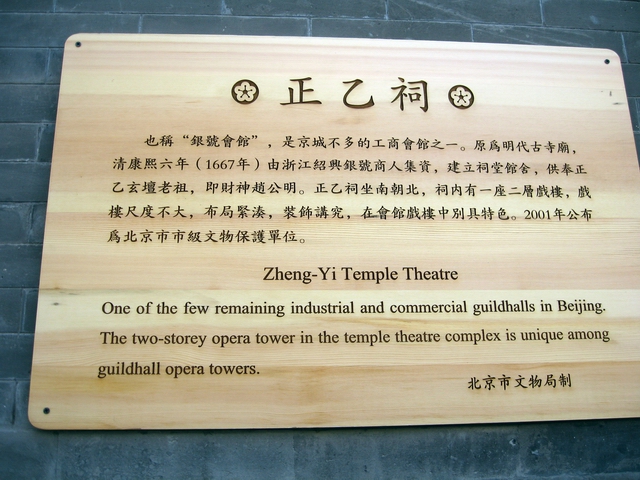 正乙祠
也稱“銀號會館”，是京城不多的工商會館之一。原爲明代古寺廟，
清康熙六年（1667年）由浙江紹興銀號商人集資，建立祠堂館舍，供奉正
乙玄壇老祖，即財神趙公明。正乙祠坐南朝北，祠内有一座二層戲樓，戲
樓尺度不大，布局緊湊，裝飾講究，在會館戲樓中別具特色。2001年公布
爲北京市市級文物保護單位。
Zheng-Yi Temple Theatre
One of the few remaining industrial and commercial guildhalls in Beijing.
The two-storey opera tower in the temple theatre complex is unique among
guildhall opera towers.
北京市文物局制